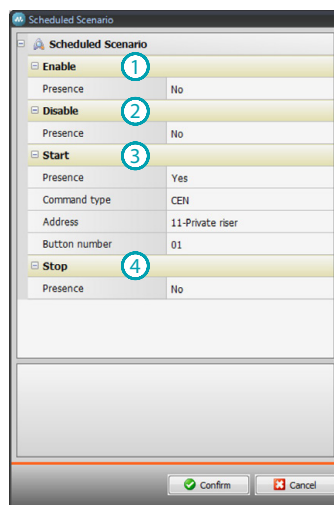 Scheduled Scenario
Scheduled Scenario
Enable 1
Presence No
Disable 2
Presence No
Start 3
Presence Yes
Command type CEN
Address 11-Private riser
Button number 01
Stop 4
Presence No
Confirm Cancel